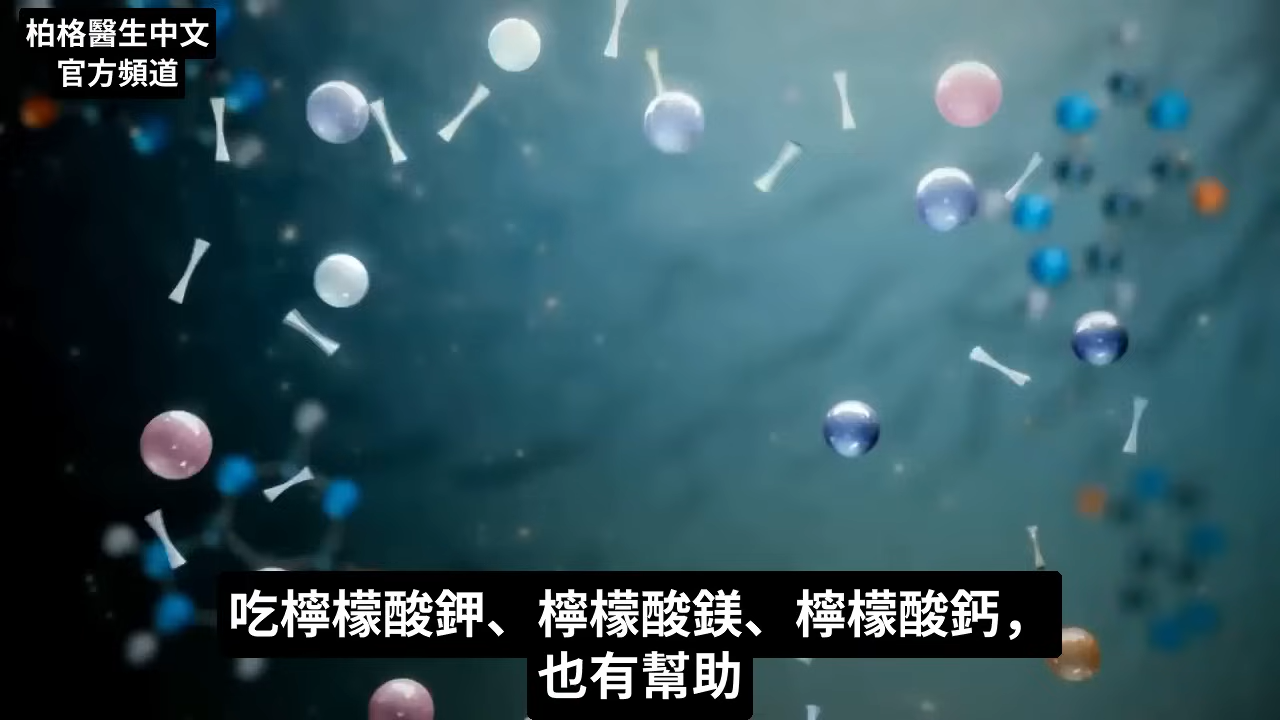 柏格醫生中文
官方頻道
吃檸檬酸鉀、檸檬酸鎂、檸檬酸鈣，
也有幫助